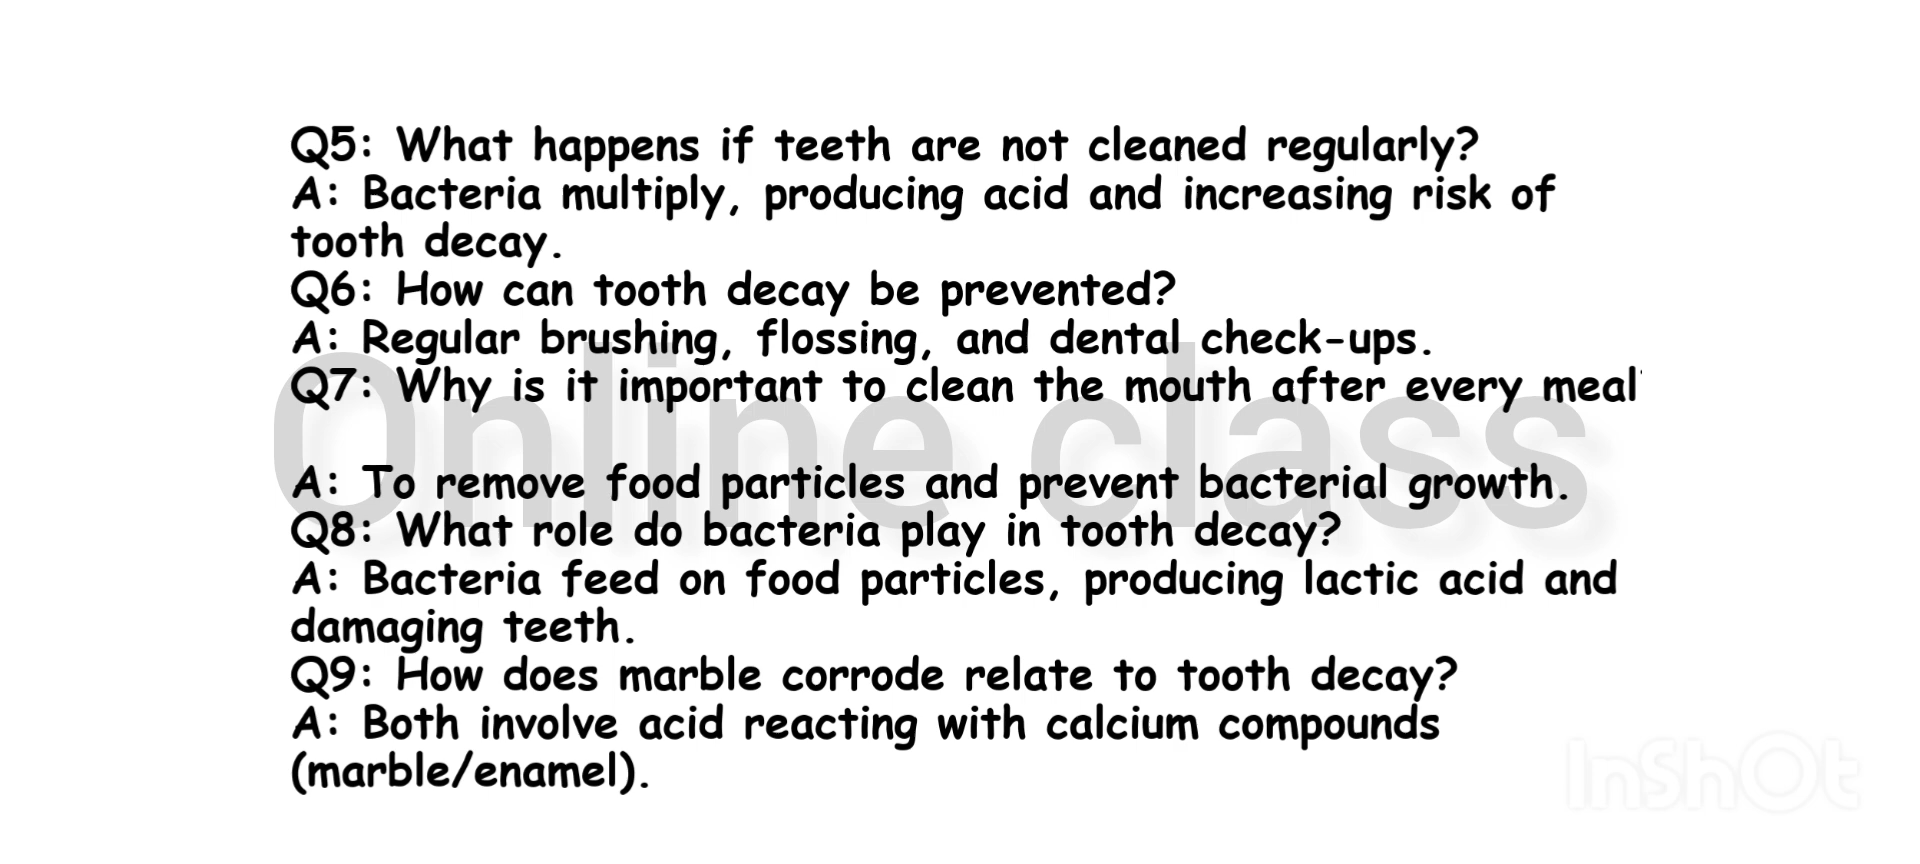 Q5: What happens if teeth are not cleaned regularly?
A: Bacteria multiply, producing acid and increasing risk of
tooth decay.
Q6: How can tooth decay be prevented?
A: Regular brushing, flossing, and dental check-ups.
Q7: Why is it important to clean the mouth after every meal
Online class
A: To remove food particles and prevent bacterial growth.
Q8: What role do bacteria play in tooth decay?
A: Bacteria feed on food particles, producing lactic acid and
damaging teeth.
Q9: How does marble corrode relate to tooth decay?
A: Both involve acid reacting with calcium compounds
(marble/enamel).
InShOt